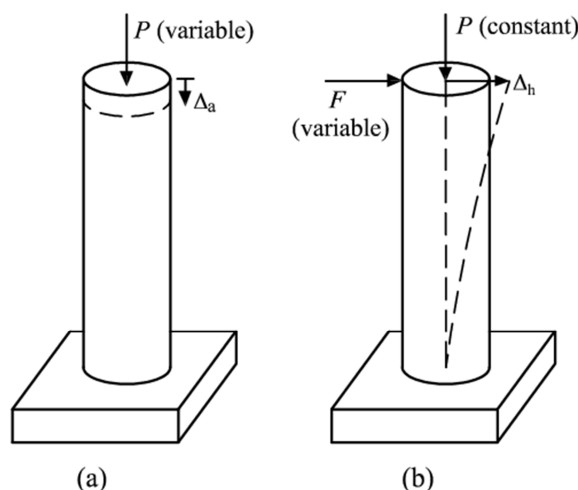 P (variable)
Δa
(a)
P (constant)
F
(variable)
Δh
(b)